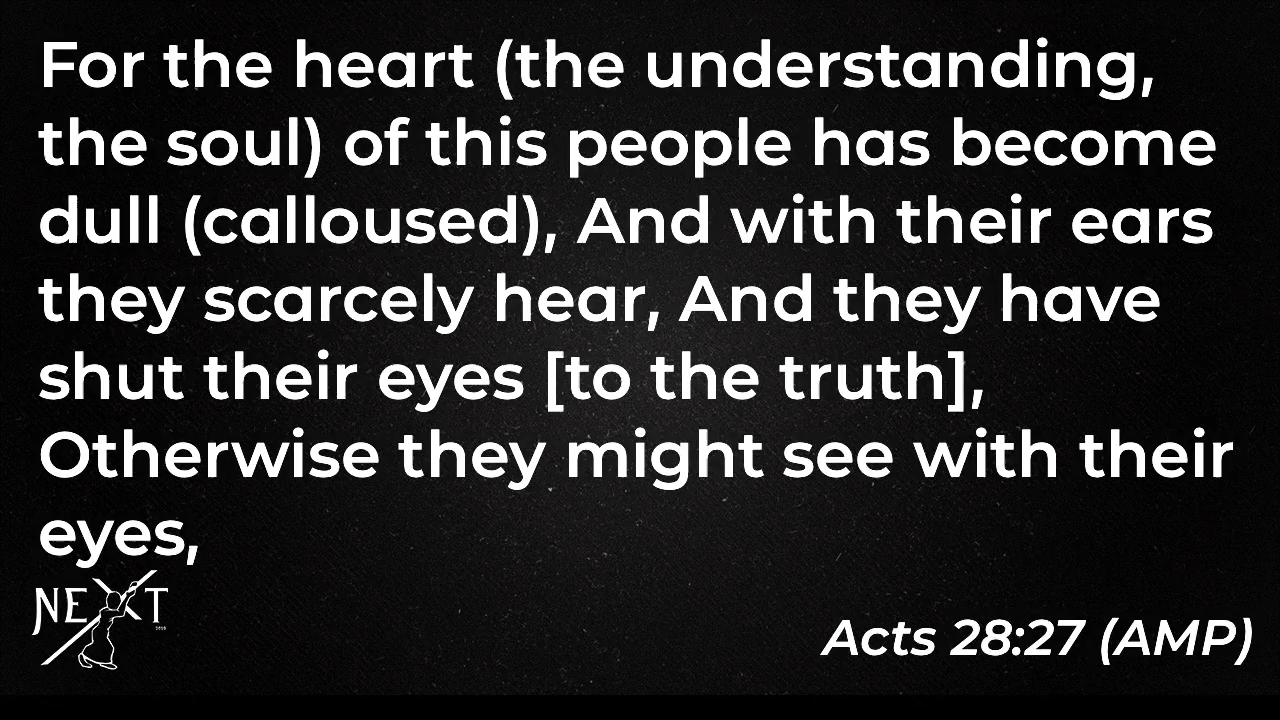 For the heart (the understanding,
the soul) of this people has become
dull (calloused), And with their ears
they scarcely hear, And they have
shut their eyes [to the truth],
Otherwise they might see with their
eyes,
NEXT
Acts 28:27 (AMP)